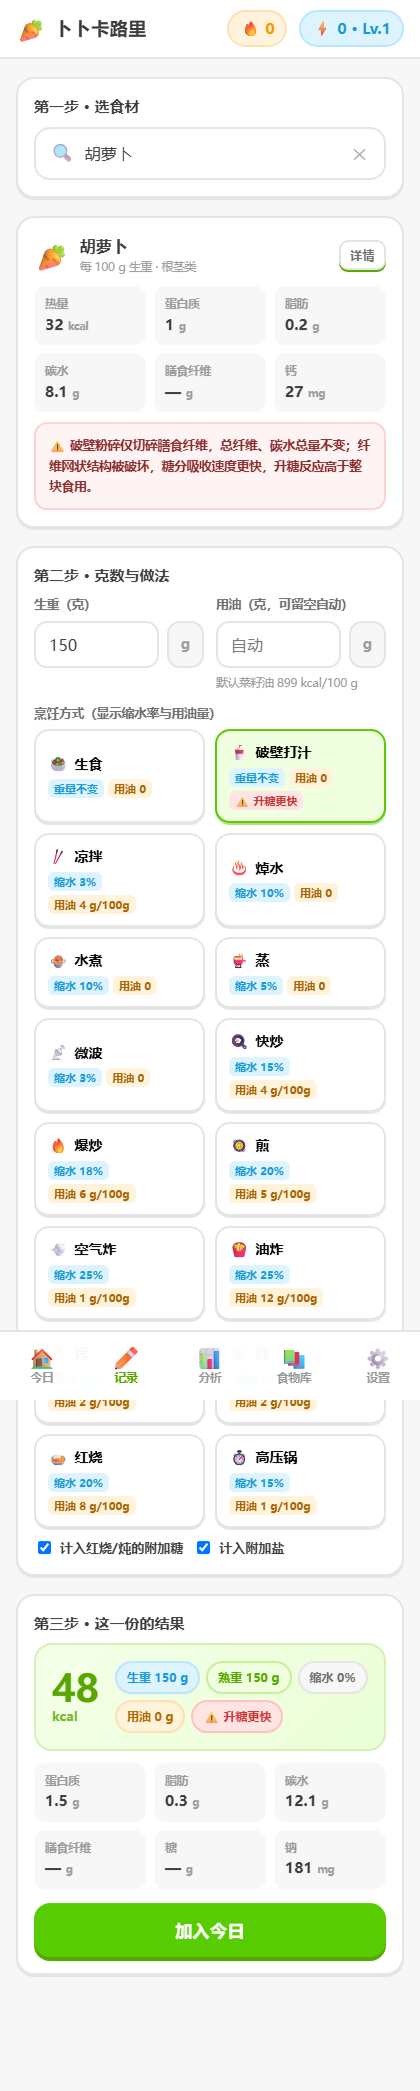 卜卜卡路里
0
0 • Lv.1
第一步 • 选食材
胡萝卜
胡萝卜
每 100 g 生重 · 根茎类
详情
热量
32 kcal
蛋白质
1 g
脂肪
0.2 g
碳水
8.1 g
膳食纤维
— g
钙
27 mg
破壁粉碎仅切碎膳食纤维，总纤维、碳水总量不变；纤
维网状结构被破坏，糖分吸收速度更快，升糖反应高于整
块食用。
第二步 • 克数与做法
生重（克）
用油（克，可留空自动）
150
g
自动
g
默认菜籽油 899 kcal/100 g
烹饪方式（显示缩水率与用油量）
生食
重量不变 用油 0
破壁打汁
重量不变 用油 0
升糖更快
凉拌
缩水 3%
用油 4 g/100g
焯水
缩水 10% 用油 0
水煮
缩水 10% 用油 0
蒸
缩水 5% 用油 0
微波
缩水 3% 用油 0
快炒
缩水 15%
用油 4 g/100g
爆炒
缩水 18%
用油 6 g/100g
煎
缩水 20%
用油 5 g/100g
空气炸
缩水 25%
用油 1 g/100g
油炸
缩水 25%
用油 12 g/100g
烤
炖
今日
记录
分析
食物库
设置
用油 2 g/100g
用油 2 g/100g
红烧
缩水 20%
用油 8 g/100g
高压锅
缩水 15%
用油 1 g/100g
计入红烧/炖的附加糖
计入附加盐
第三步 • 这一份的结果
48
kcal
生重 150 g
熟重 150 g
缩水 0%
用油 0 g
升糖更快
蛋白质
1.5 g
脂肪
0.3 g
碳水
12.1 g
膳食纤维
— g
糖
— g
钠
181 mg
加入今日